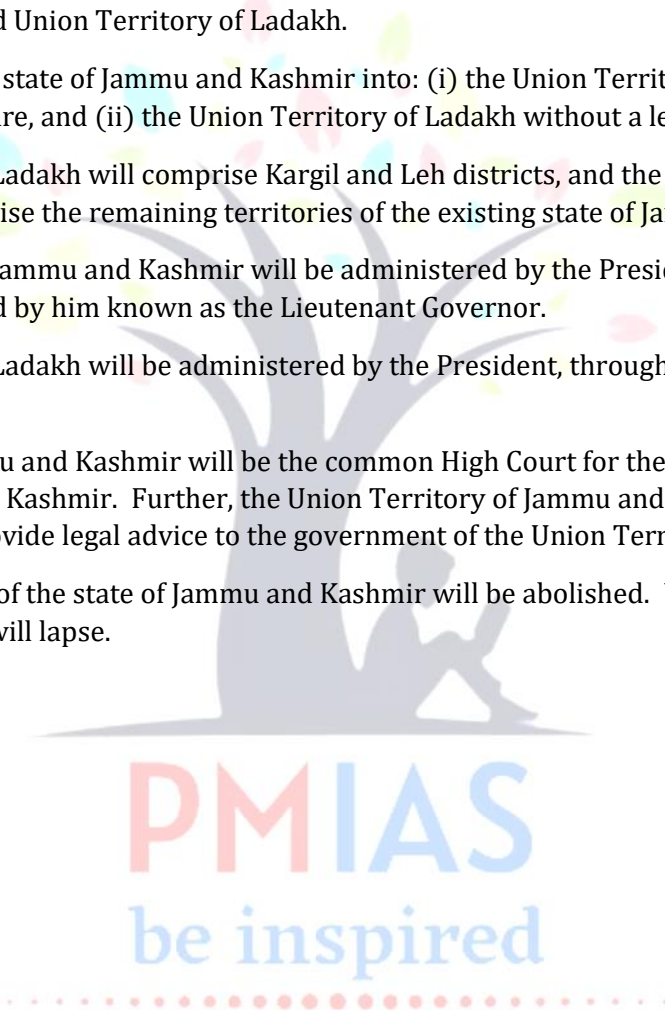 d Union Territory of Ladakh.
state of Jammu and Kashmir into: (i) the Union Territ
re, and (ii) the Union Territory of Ladakh without a le
Ladakh will comprise Kargil and Leh districts, and the
ise the remaining territories of the existing state of Ja
Jammu and Kashmir will be administered by the Presid
d by him known as the Lieutenant Governor.
Ladakh will be administered by the President, through
u and Kashmir will be the common High Court for the
Kashmir. Further, the Union Territory of Jammu and
ovide legal advice to the government of the Union Terr
of the state of Jammu and Kashmir will be abolished.
will lapse.
PMIAS
be inspired